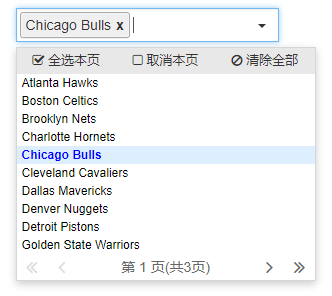 Chicago Bulls x
全选本页 取消本页 清除全部
Atlanta Hawks
Boston Celtics
Brooklyn Nets
Charlotte Hornets
Chicago Bulls
Cleveland Cavaliers
Dallas Mavericks
Denver Nuggets
Detroit Pistons
Golden State Warriors
第 1 页(共3页)